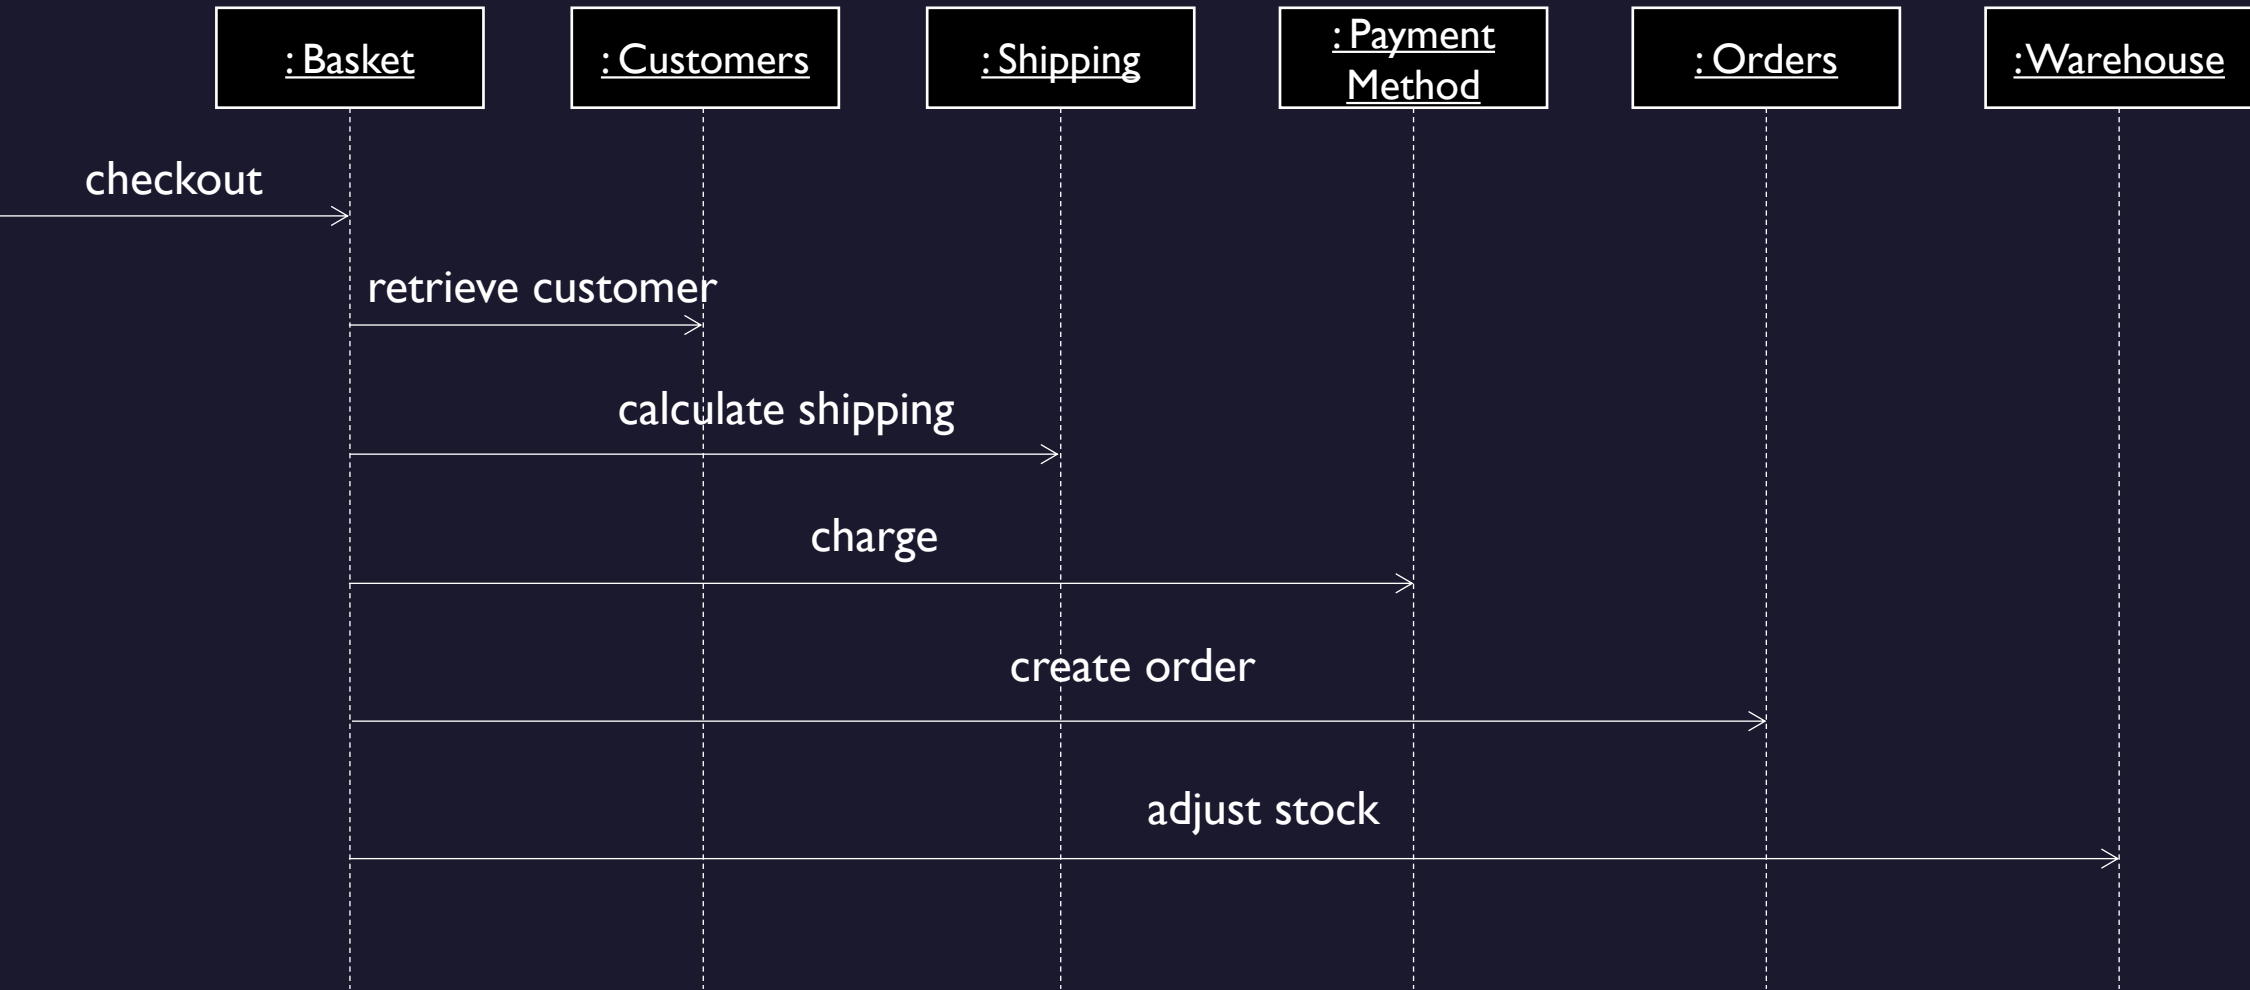 : Basket
: Customers
: Shipping
: Payment
Method
: Orders
: Warehouse
checkout
retrieve customer
calculate shipping
charge
create order
adjust stock